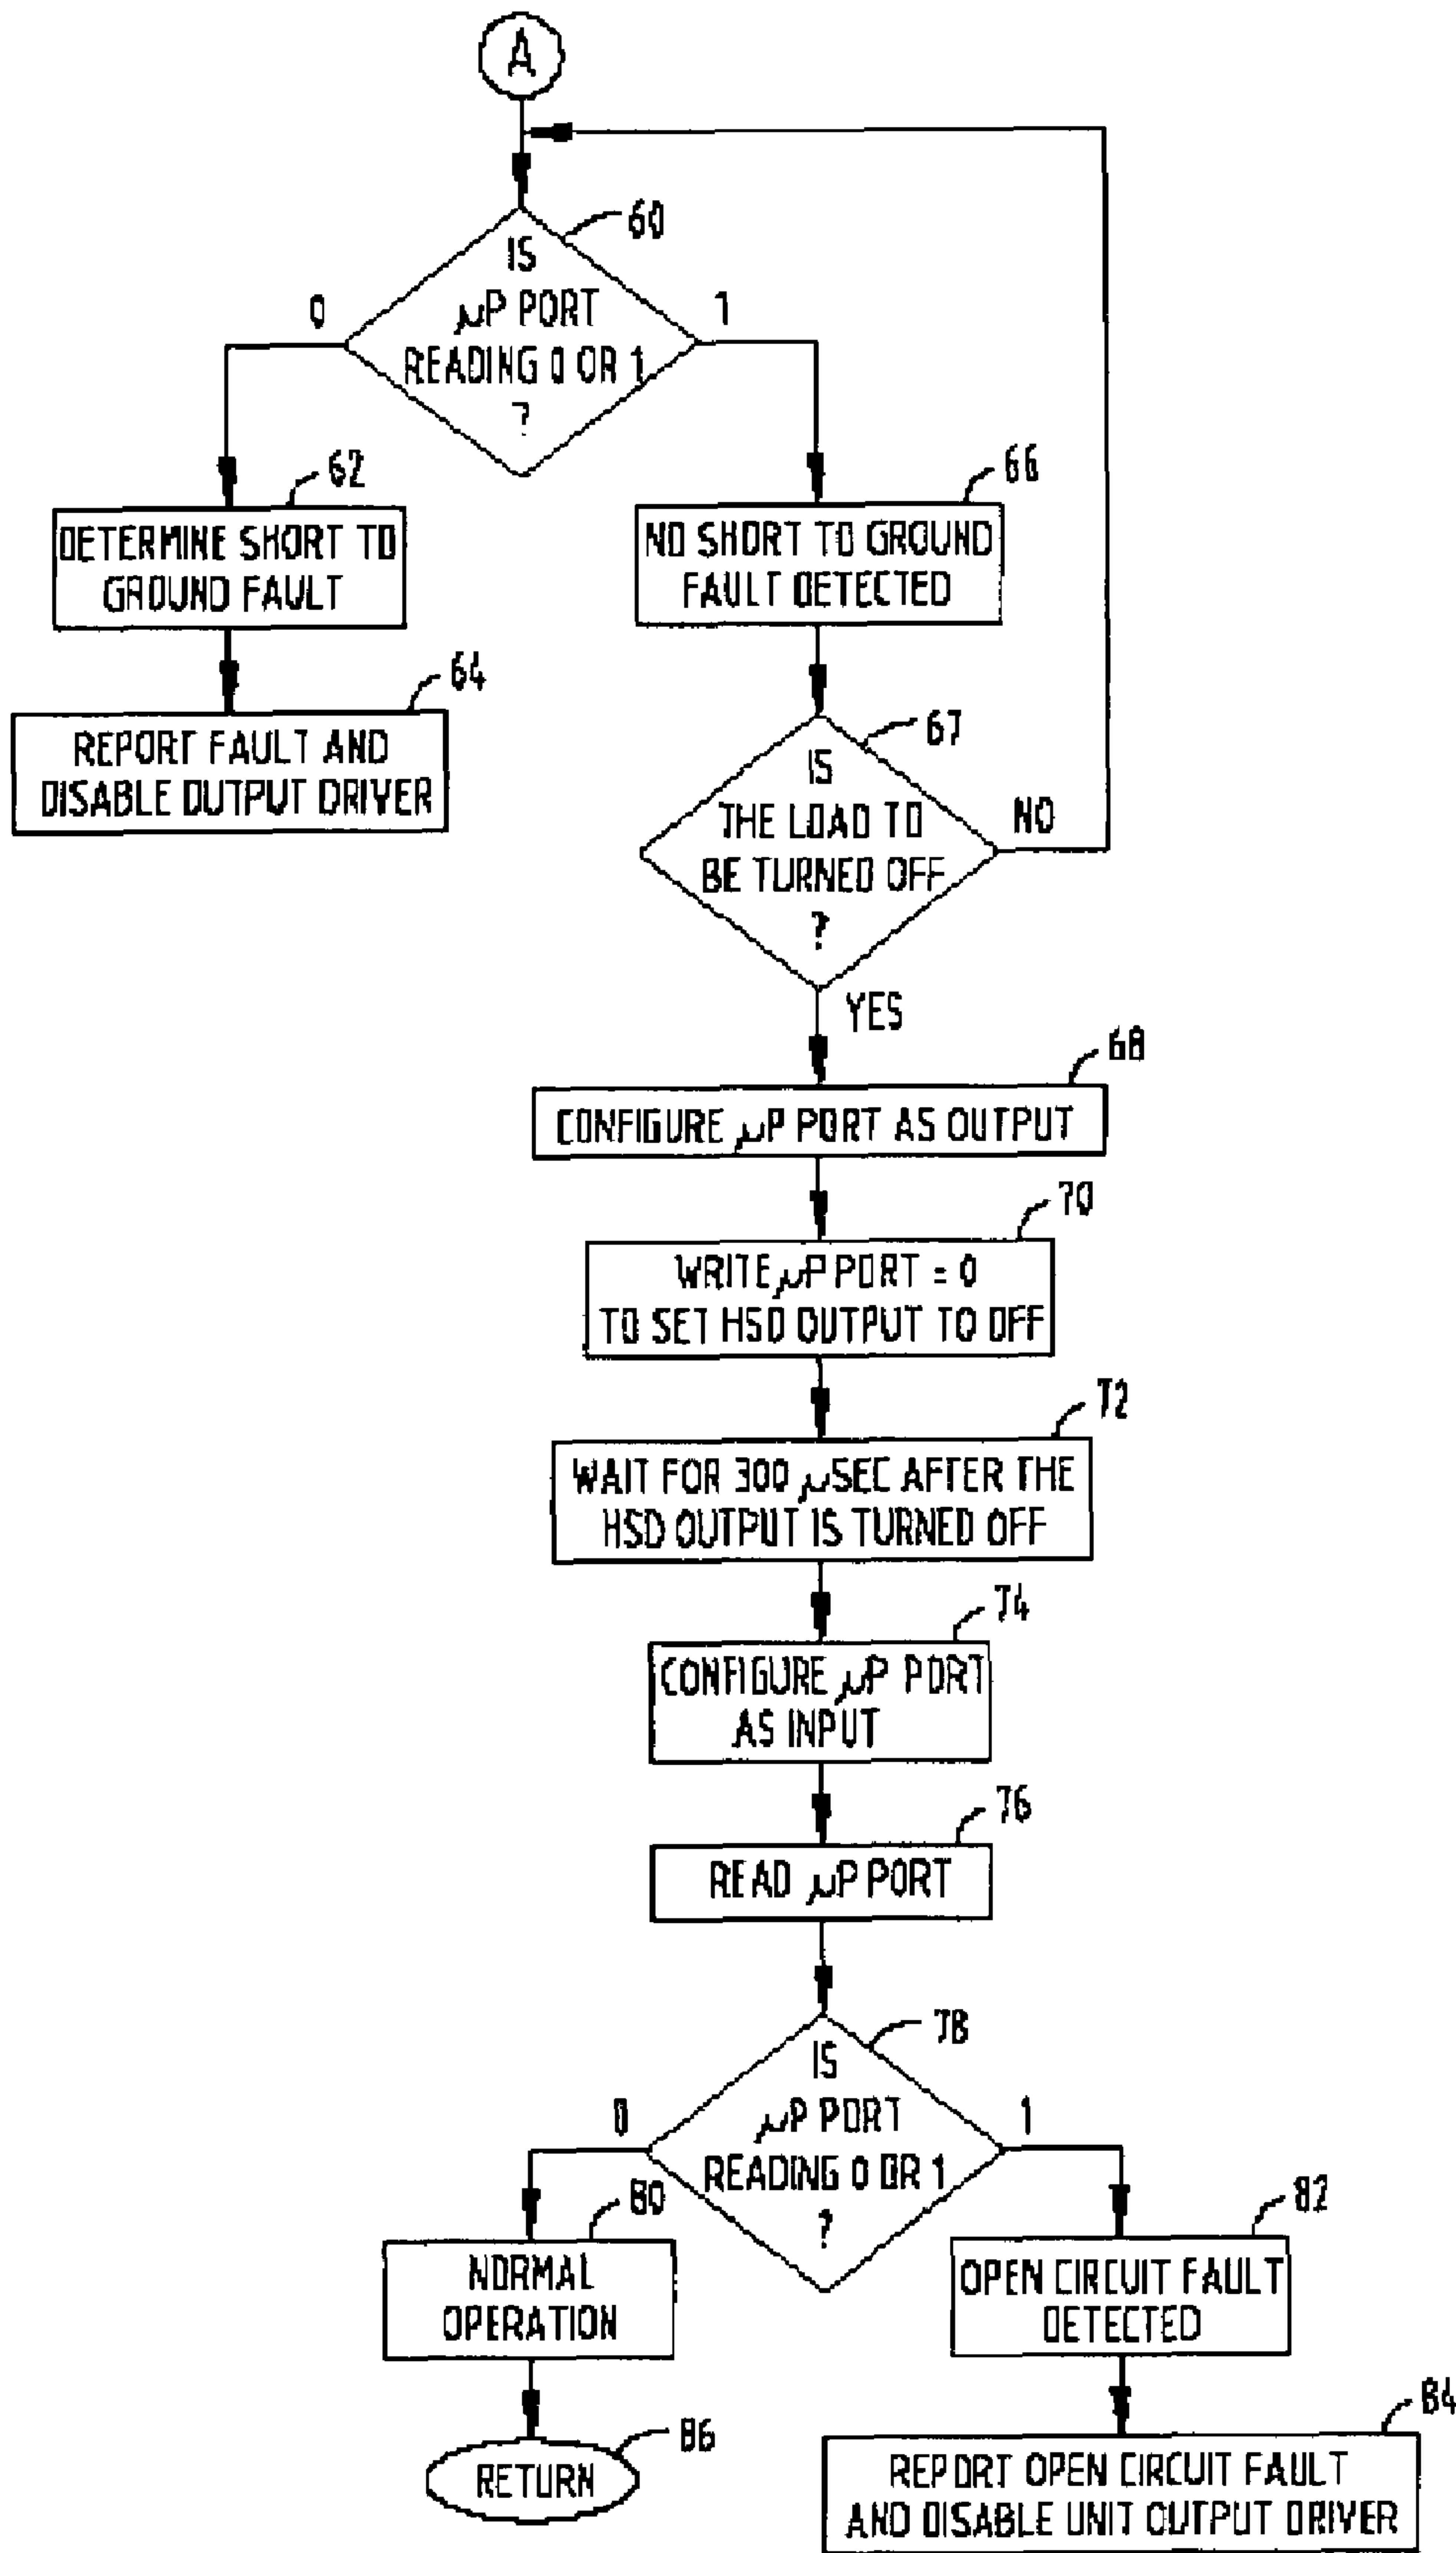 A
60
IS
μP PORT
READING 0 OR 1
?
0
1
62
DETERMINE SHORT TO
GROUND FAULT
66
NO SHORT TO GROUND
FAULT DETECTED
64
REPORT FAULT AND
DISABLE OUTPUT DRIVER
67
IS
THE LOAD TO
BE TURNED OFF
?
NO
YES
68
CONFIGURE μP PORT AS OUTPUT
70
WRITE μP PORT = 0
TO SET HSD OUTPUT TO OFF
72
WAIT FOR 300 μSEC AFTER THE
HSD OUTPUT IS TURNED OFF
74
CONFIGURE μP PORT
AS INPUT
76
READ μP PORT
78
IS
μP PORT
READING 0 OR 1
?
0
1
80
NORMAL
OPERATION
82
OPEN CIRCUIT FAULT
DETECTED
86
RETURN
84
REPORT OPEN CIRCUIT FAULT
AND DISABLE UNIT OUTPUT DRIVER